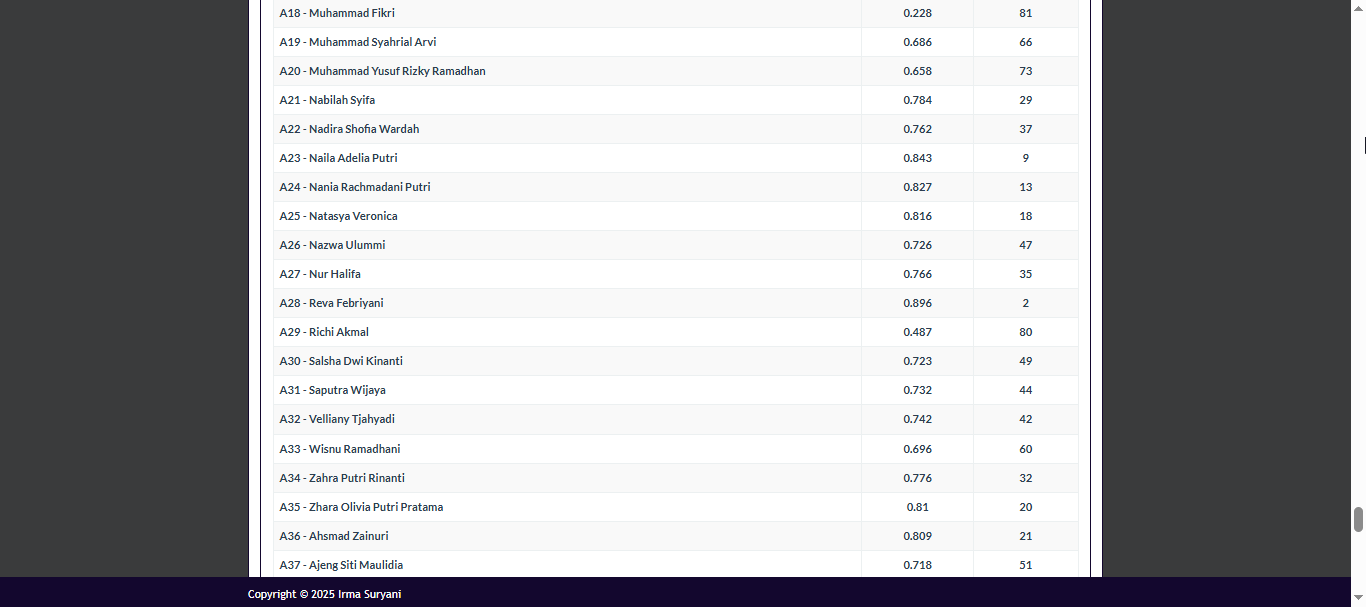 A18 - Muhammad Fikri 0.228 81
A19 - Muhammad Syahrial Arvi 0.686 66
A20 - Muhammad Yusuf Rizky Ramadhan 0.658 73
A21 - Nabilah Syifa 0.784 29
A22 - Nadira Shofia Wardah 0.762 37
A23 - Naila Adelia Putri 0.843 9
A24 - Nania Rachmadani Putri 0.827 13
A25 - Natasya Veronica 0.816 18
A26 - Nazwa Ulummi 0.726 47
A27 - Nur Halifa 0.766 35
A28 - Reva Febriyani 0.896 2
A29 - Richi Akmal 0.487 80
A30 - Salsha Dwi Kinanti 0.723 49
A31 - Saputra Wijaya 0.732 44
A32 - Velliany Tjahyadi 0.742 42
A33 - Wisnu Ramadhani 0.696 60
A34 - Zahra Putri Rinanti 0.776 32
A35 - Zhara Olivia Putri Pratama 0.81 20
A36 - Ahsmad Zainuri 0.809 21
A37 - Ajeng Siti Maulidia 0.718 51
Copyright © 2025 Irma Suryani